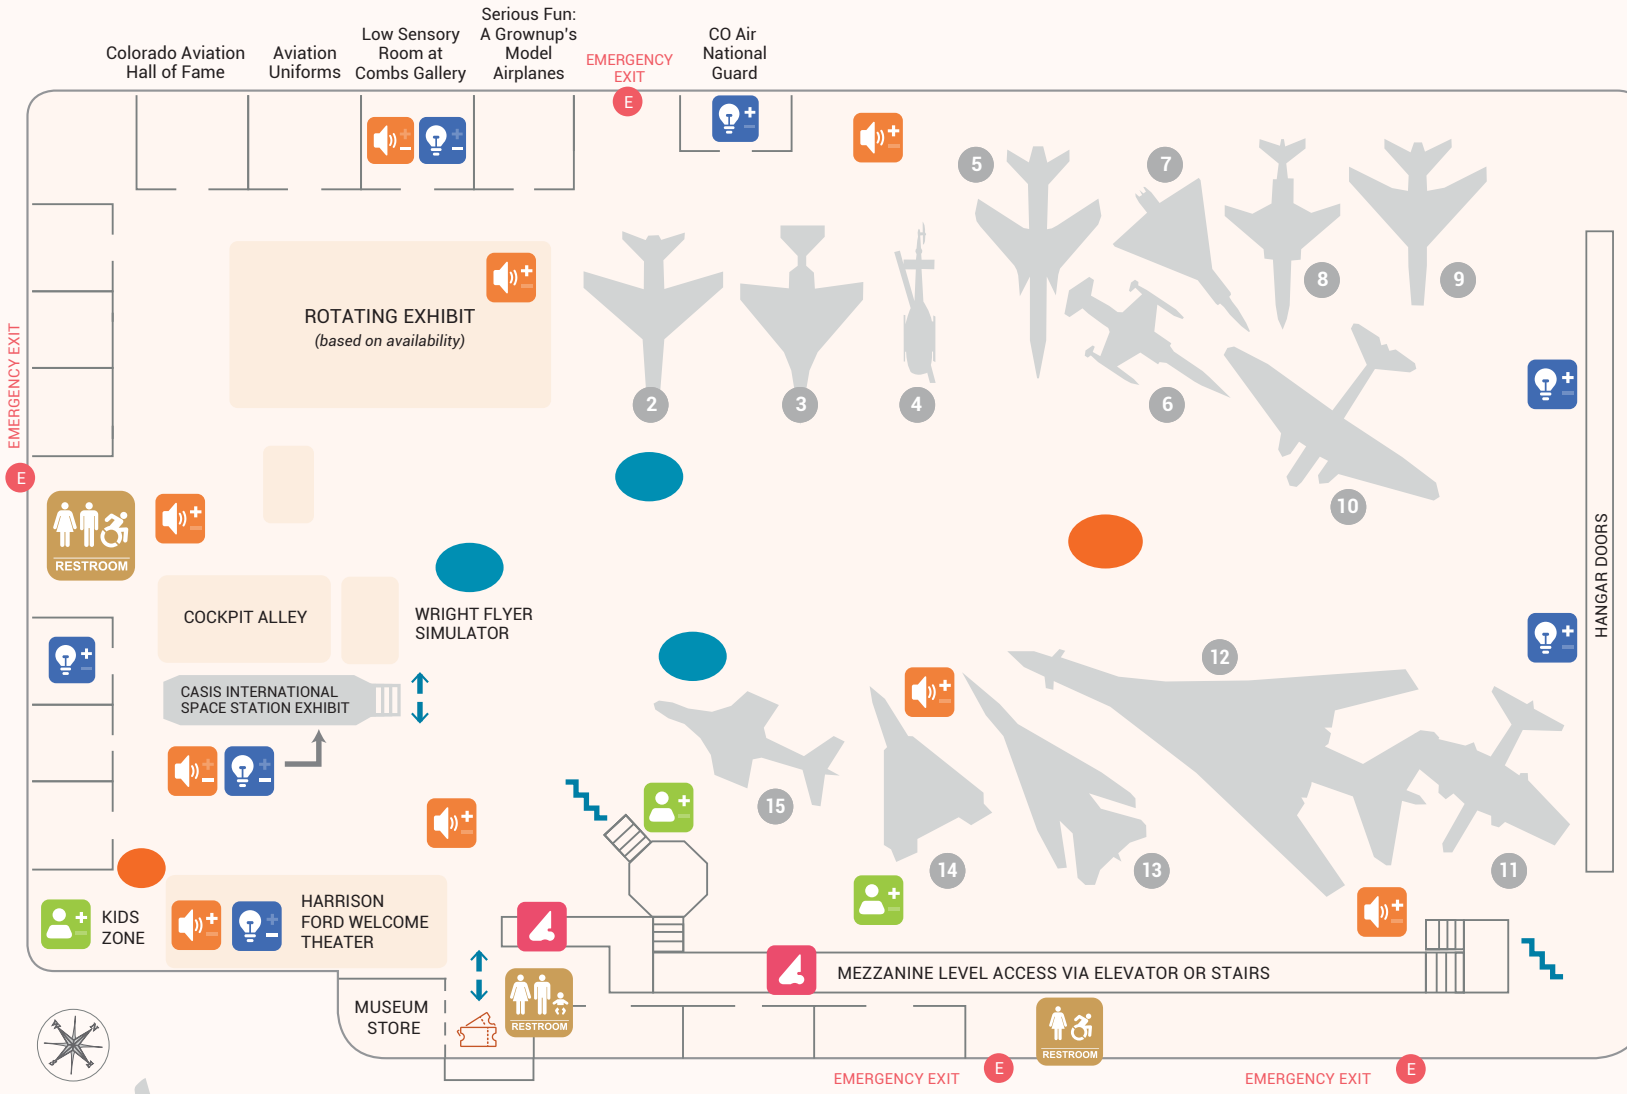 Colorado Aviation
Hall of Fame
Aviation
Uniforms
Low Sensory
Room at
Combs Gallery
Serious Fun:
A Grownup's
Model
Airplanes
EMERGENCY
EXIT
E
CO Air
National
Guard
5
7
8
9
ROTATING EXHIBIT
(based on availability)
2
3
4
6
10
EMERGENCY EXIT
E
RESTROOM
HANGAR DOORS
COCKPIT ALLEY
WRIGHT FLYER
SIMULATOR
CASIS INTERNATIONAL
SPACE STATION EXHIBIT
12
15
14
13
11
KIDS
ZONE
HARRISON
FORD WELCOME
THEATER
MEZZANINE LEVEL ACCESS VIA ELEVATOR OR STAIRS
MUSEUM
STORE
RESTROOM
RESTROOM
EMERGENCY EXIT
E
EMERGENCY EXIT
E